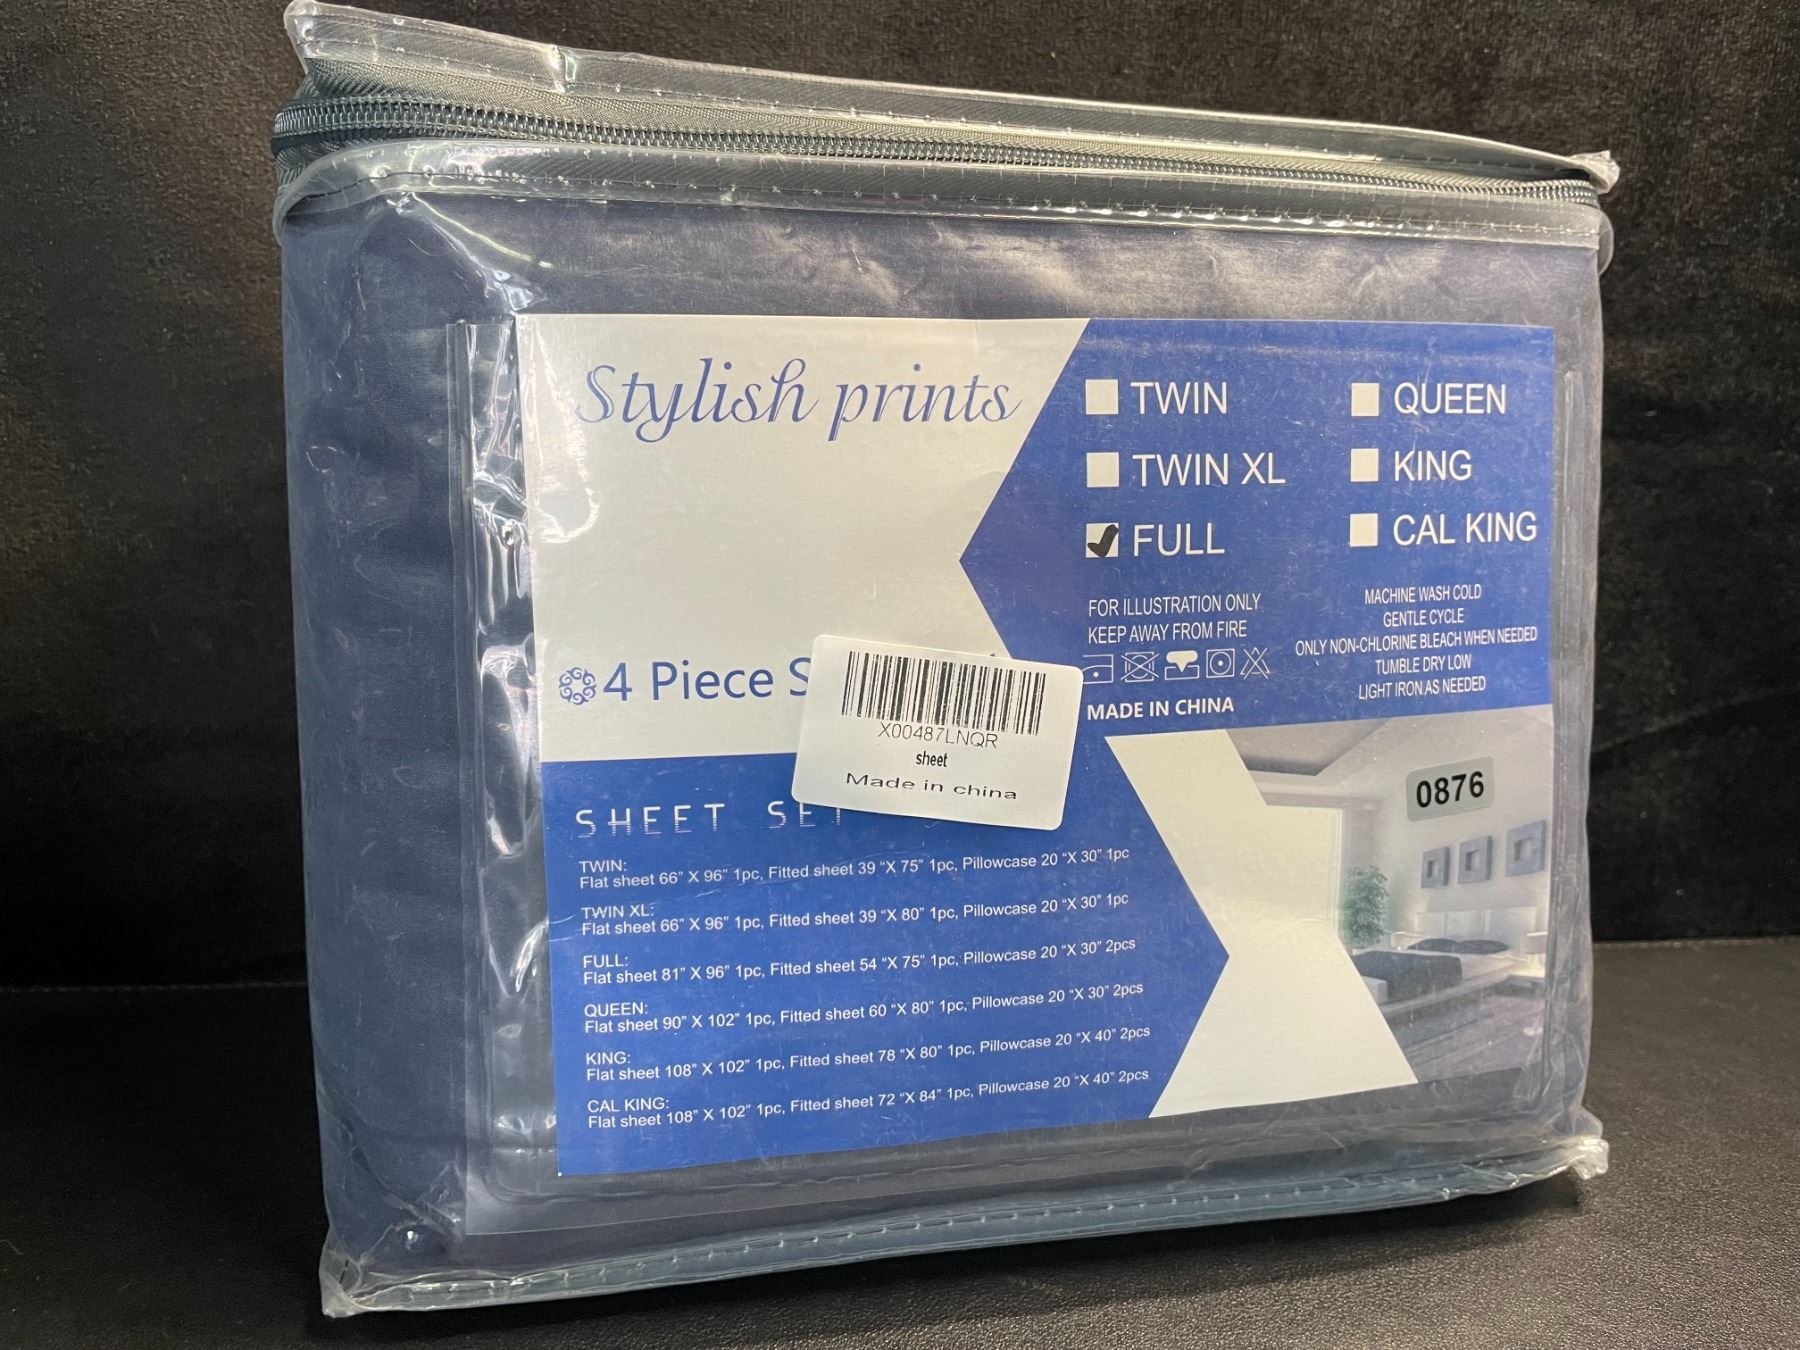 Stylish prints
TWIN
TWIN XL
FULL
QUEEN
KING
CAL KING
FOR ILLUSTRATION ONLY
KEEP AWAY FROM FIRE
MADE IN CHINA
MACHINE WASH COLD
GENTLE CYCLE
ONLY NON-CHLORINE BLEACH WHEN NEEDED
TUMBLE DRY LOW
LIGHT IRON AS NEEDED
4 Piece
X00487LNQR
sheet
Made in china
0876
SHEET SET
TWIN:
Flat sheet 66" X 96" 1pc, Fitted sheet 39 "X 75" 1pc, Pillowcase 20 "X 30" 1pc
TWIN XL:
Flat sheet 66" X 96" 1pc, Fitted sheet 39 "X 80" 1pc, Pillowcase 20 "X 30" 1pc
FULL:
Flat sheet 81" X 96" 1pc, Fitted sheet 54 "X 75" 1pc, Pillowcase 20 "X 30" 2pcs
QUEEN:
Flat sheet 90" X 102" 1pc, Fitted sheet 60 "X 80" 1pc, Pillowcase 20 "X 30" 2pcs
KING:
Flat sheet 108" X 102" 1pc, Fitted sheet 78 "X 80" 1pc, Pillowcase 20 "X 40" 2pcs
CAL KING:
Flat sheet 108" X 102" 1pc, Fitted sheet 72 "X 84" 1pc, Pillowcase 20 "X 40" 2pcs